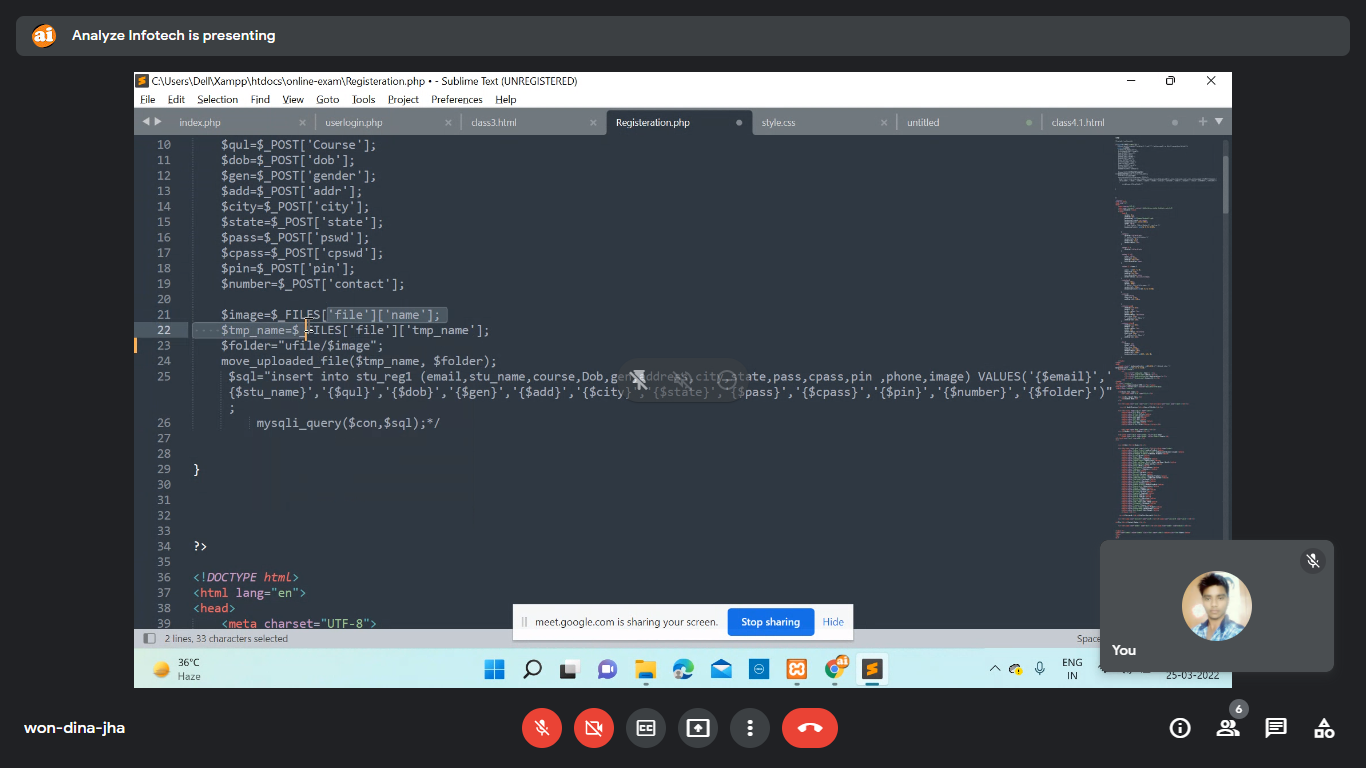 ai Analyze Infotech is presenting
C:\Users\Dell\Xampp\htdocs\online-exam\Registeration.php • - Sublime Text (UNREGISTERED)
File Edit Selection Find View Goto Tools Project Preferences Help
index.php userlogin.php class3.html Registeration.php style.css untitled class4.1.html
10 $qul=$_POST['Course'];
11 $dob=$_POST['dob'];
12 $gen=$_POST['gender'];
13 $add=$_POST['addr'];
14 $city=$_POST['city'];
15 $state=$_POST['state'];
16 $pass=$_POST['pswd'];
17 $cpass=$_POST['cpswd'];
18 $pin=$_POST['pin'];
19 $number=$_POST['contact'];
20
21 $image=$_FILES['file']['name'];
22 $tmp_name=$_FILES['file']['tmp_name'];
23 $folder="ufile/$image";
24 move_uploaded_file($tmp_name, $folder);
25 $sql="insert into stu_reg1 (email,stu_name,course,Dob,gen,address,city,state,pass,cpass,pin ,phone,image) VALUES('{$email}','
{$stu_name}','{$qul}','{$dob}','{$gen}','{$add}','{$city}','{$state}','{$pass}','{$cpass}','{$pin}','{$number}','{$folder}')"
;
26 mysqli_query($con,$sql);*/
27
28
29 }
30
31
32
33
34 ?>
35
36 <!DOCTYPE html>
37 <html lang="en">
38 <head>
39 <meta charset="UTF-8">
meet.google.com is sharing your screen. Stop sharing Hide
2 lines, 33 characters selected
You
36°C
Haze
ai
ENG
IN
25-03-2022
won-dina-jha
6